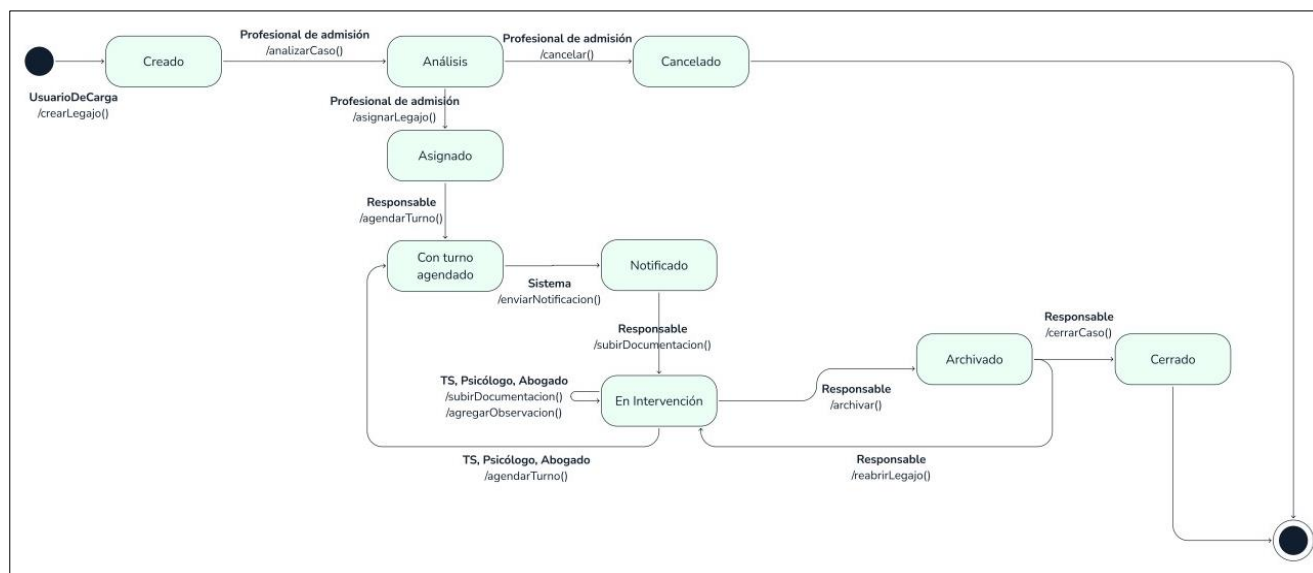 Profesional de admisión
/analizarCaso()
Profesional de admisión
/cancelar()
Creado
Análisis
Cancelado
UsuarioDeCarga
/crearLegajo()
Profesional de admisión
/asignarLegajo()
Asignado
Responsable
/agendarTurno()
Con turno
agendado
Notificado
Sistema
/enviarNotificacion()
Responsable
/subirDocumentacion()
Responsable
/cerrarCaso()
Archivado
Cerrado
TS, Psicólogo, Abogado
/subirDocumentacion()
/agregarObservacion()
En Intervención
Responsable
/archivar()
TS, Psicólogo, Abogado
/agendarTurno()
Responsable
/reabrirLegajo()